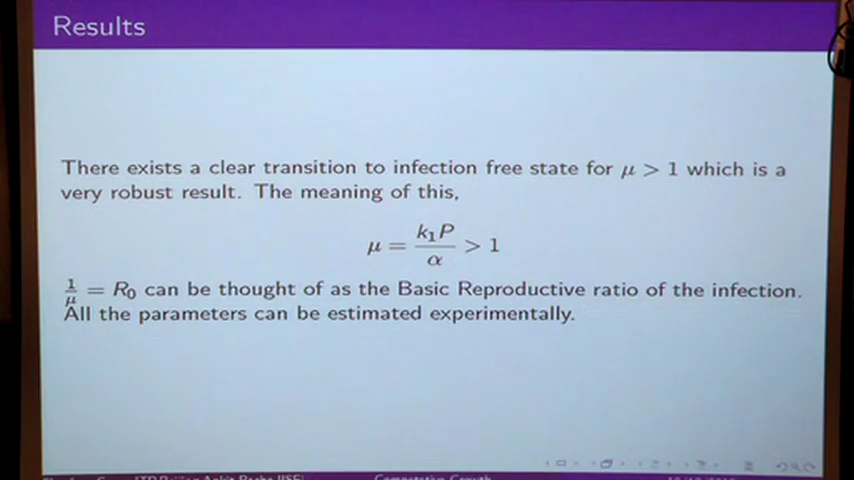 Results
There exists a clear transition to infection free state for μ > 1 which is a
very robust result. The meaning of this,
μ = k₁P / α > 1
1/μ = R₀ can be thought of as the Basic Reproductive ratio of the infection.
All the parameters can be estimated experimentally.